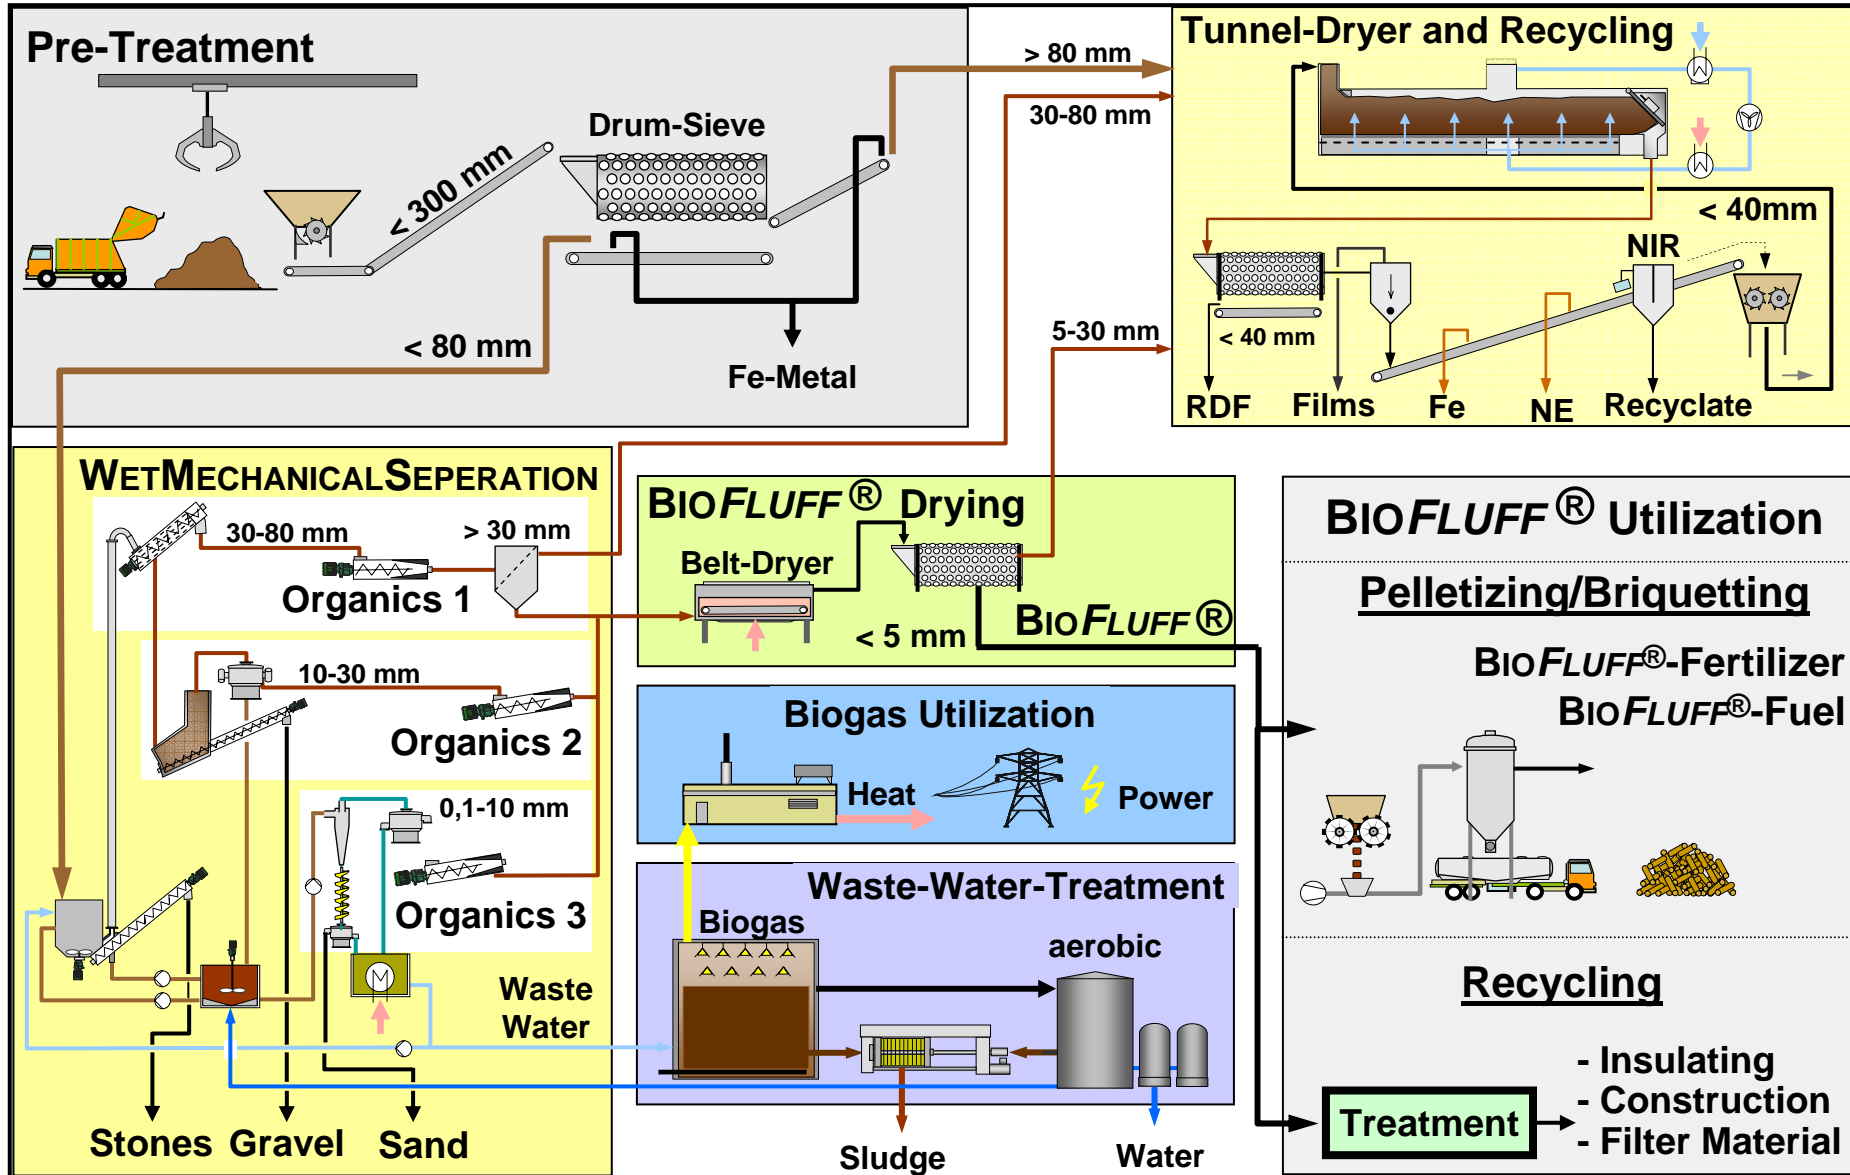 Pre-Treatment
Drum-Sieve
< 300 mm
> 80 mm
30-80 mm
< 80 mm
Fe-Metal
5-30 mm
Tunnel-Dryer and Recycling
< 40mm
NIR
< 40 mm
RDF
Films
Fe
NE
Recyclate
WETMECHANICALSEPERATION
30-80 mm
> 30 mm
Organics 1
10-30 mm
Organics 2
0,1-10 mm
Organics 3
M
Waste
Water
Stones
Gravel
Sand
BIOFLUFF® Drying
Belt-Dryer
< 5 mm
BIOFLUFF®
Biogas Utilization
Heat
Power
Waste-Water-Treatment
Biogas
aerobic
Sludge
Water
BIOFLUFF® Utilization
Pelletizing/Briquetting
BIOFLUFF®-Fertilizer
BIOFLUFF®-Fuel
Recycling
Treatment
- Insulating
- Construction
- Filter Material